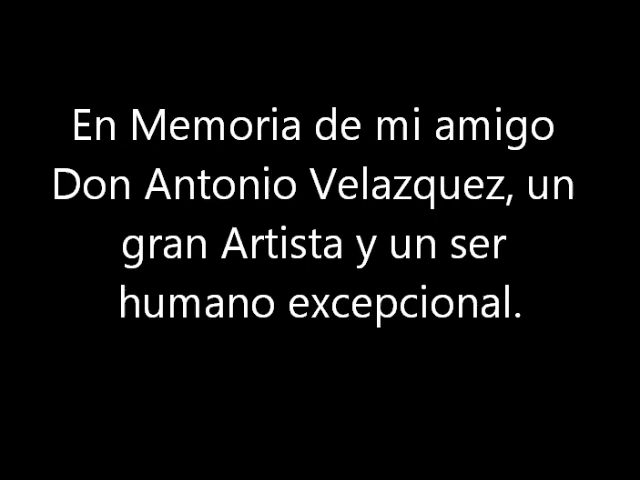 En Memoria de mi amigo
Don Antonio Velazquez, un
gran Artista y un ser
humano excepcional.